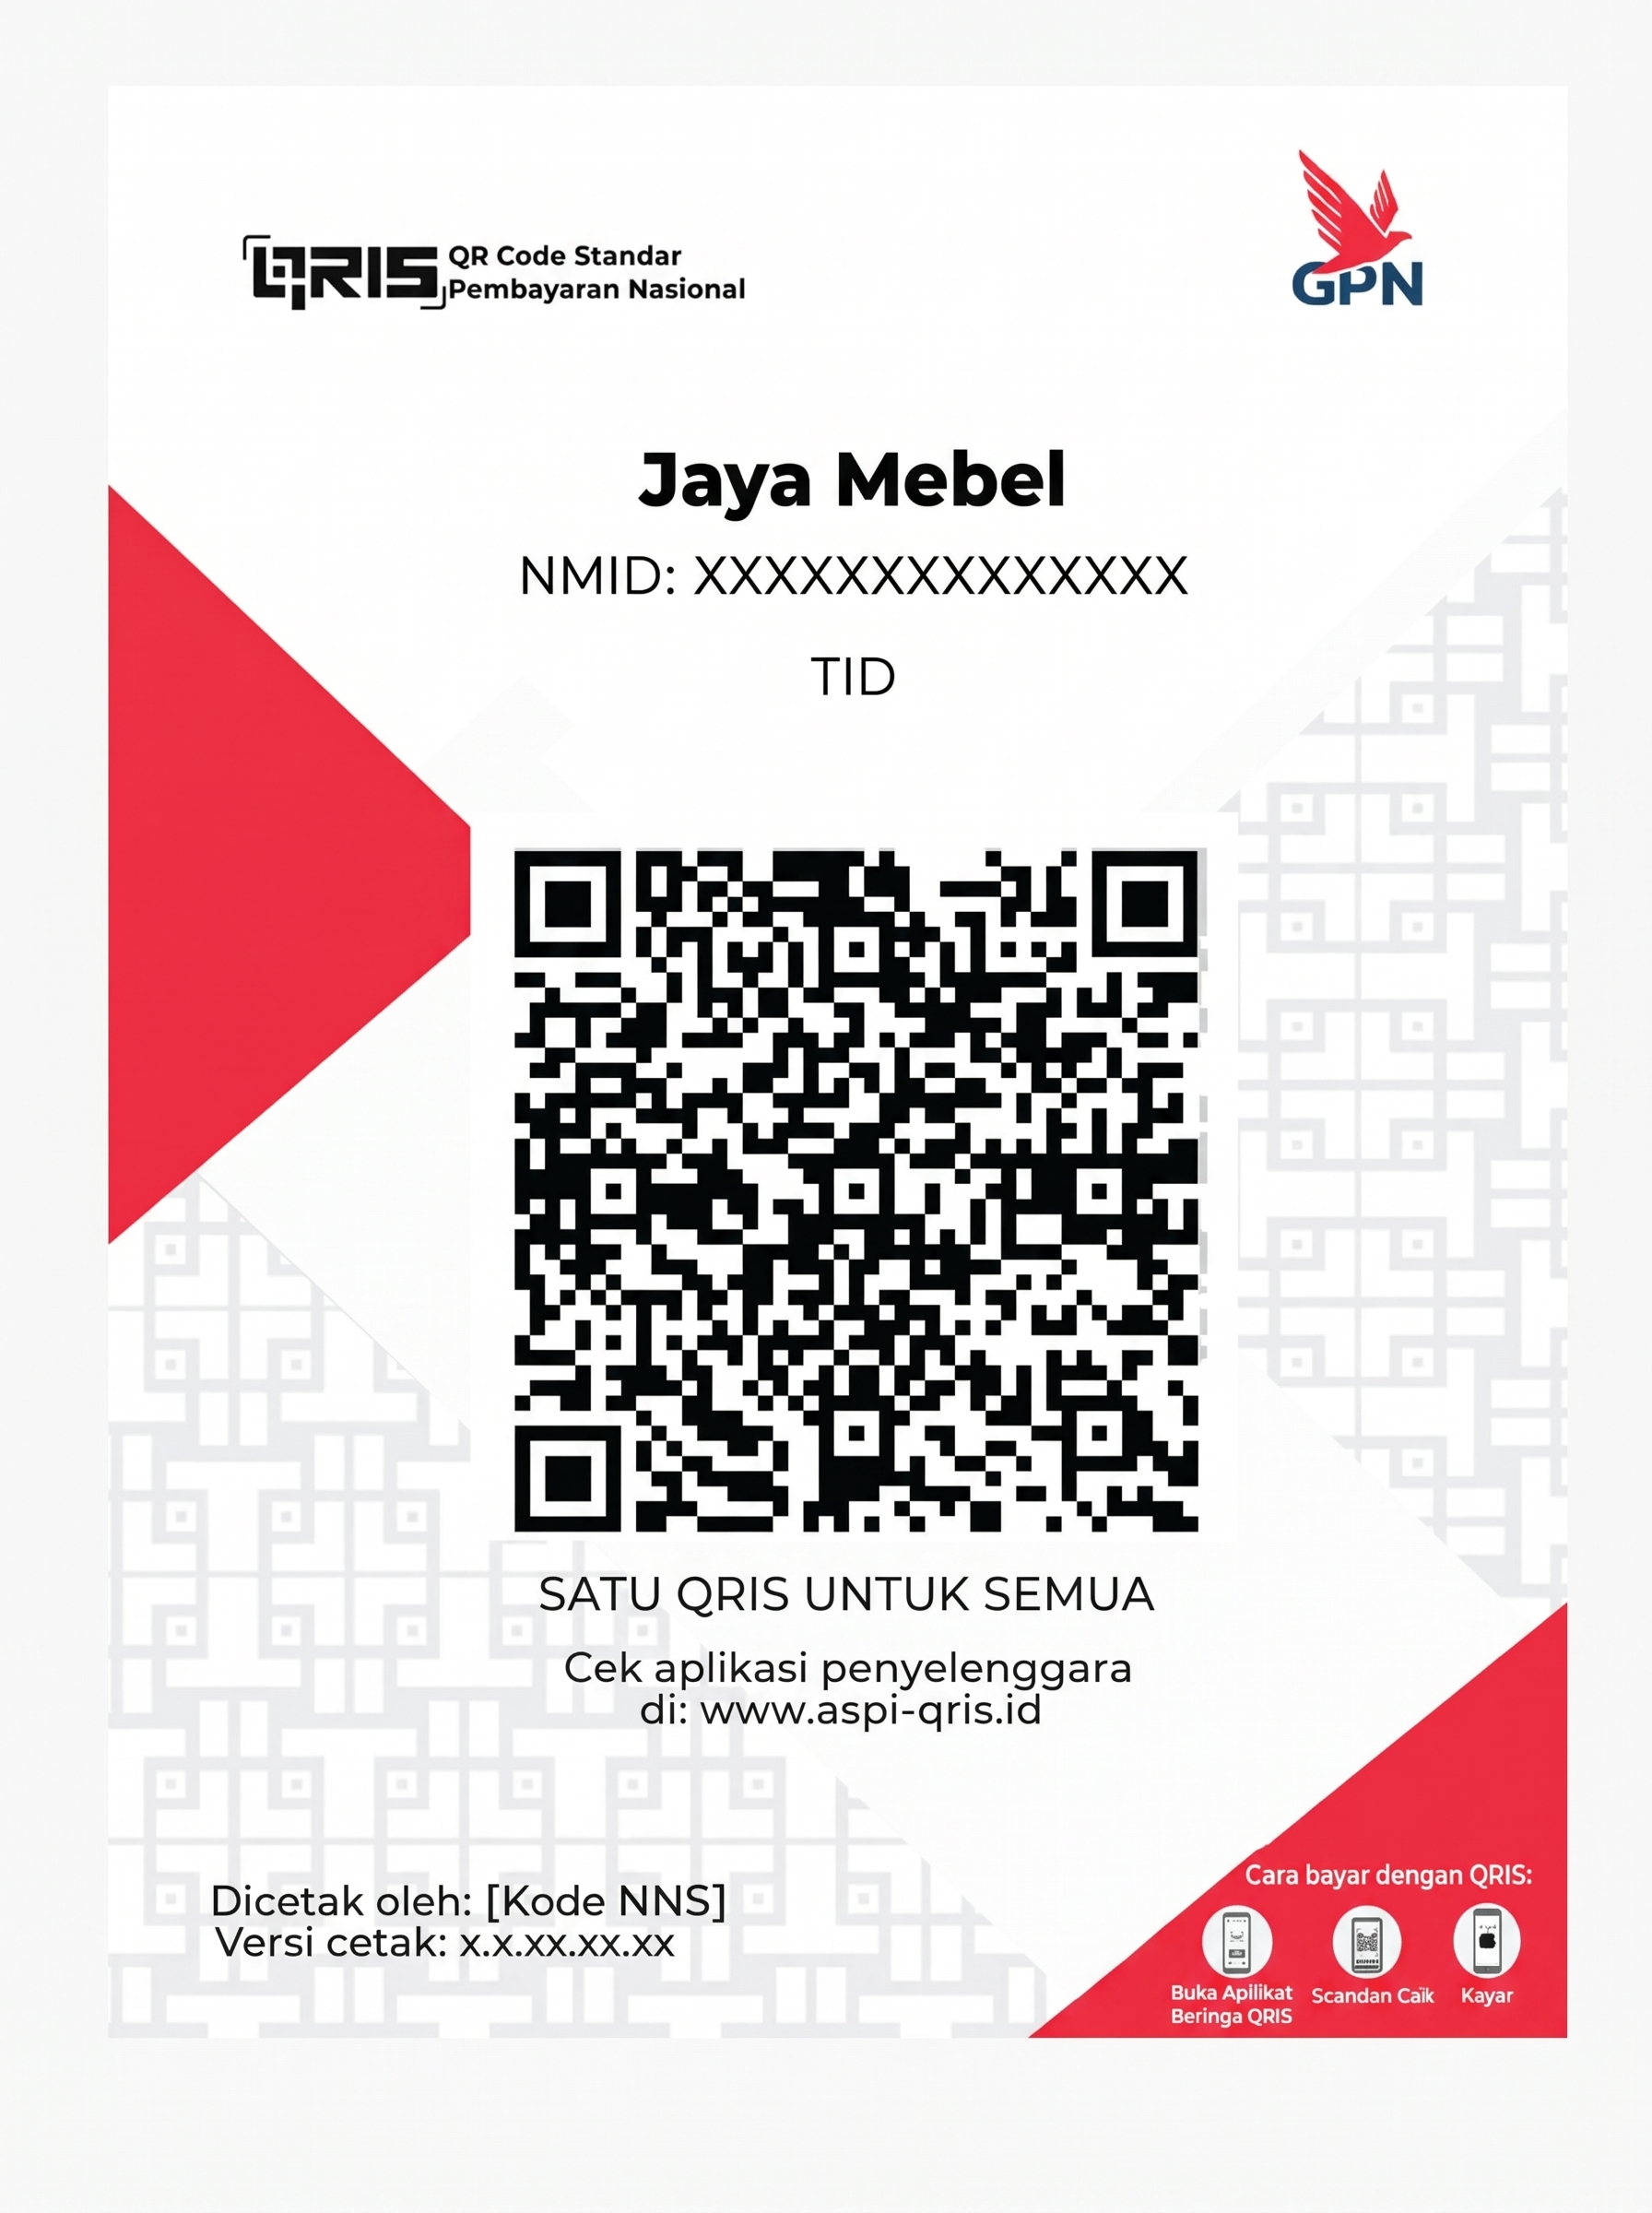 QRIS QR Code Standar
Pembayaran Nasional
GPN
Jaya Mebel
NMID: XXXXXXXXXXXXXX
TID
SATU QRIS UNTUK SEMUA
Cek aplikasi penyelenggara
di: www.aspi-qris.id
Dicetak oleh: [Kode NNS]
Versi cetak: x.x.xx.xx.xx
Cara bayar dengan QRIS:
Buka Apilikat
Beringa QRIS
Scandan Caïk
Kayar